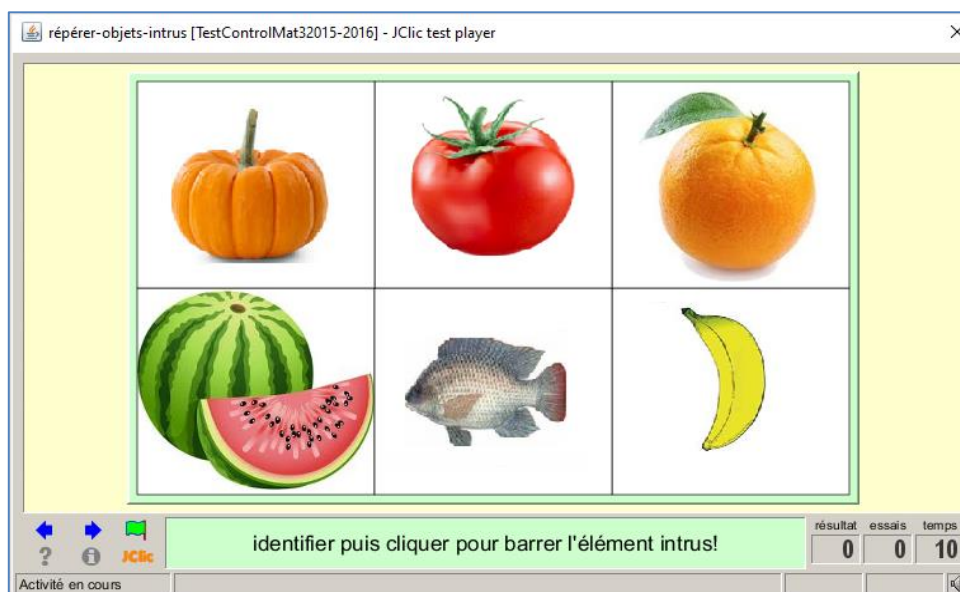 répérer-objets-intrus [TestControlMat32015-2016] - JClic test player
identifier puis cliquer pour barrer l'élément intrus!
résultat essais temps
0 0 10
JClic
Activité en cours